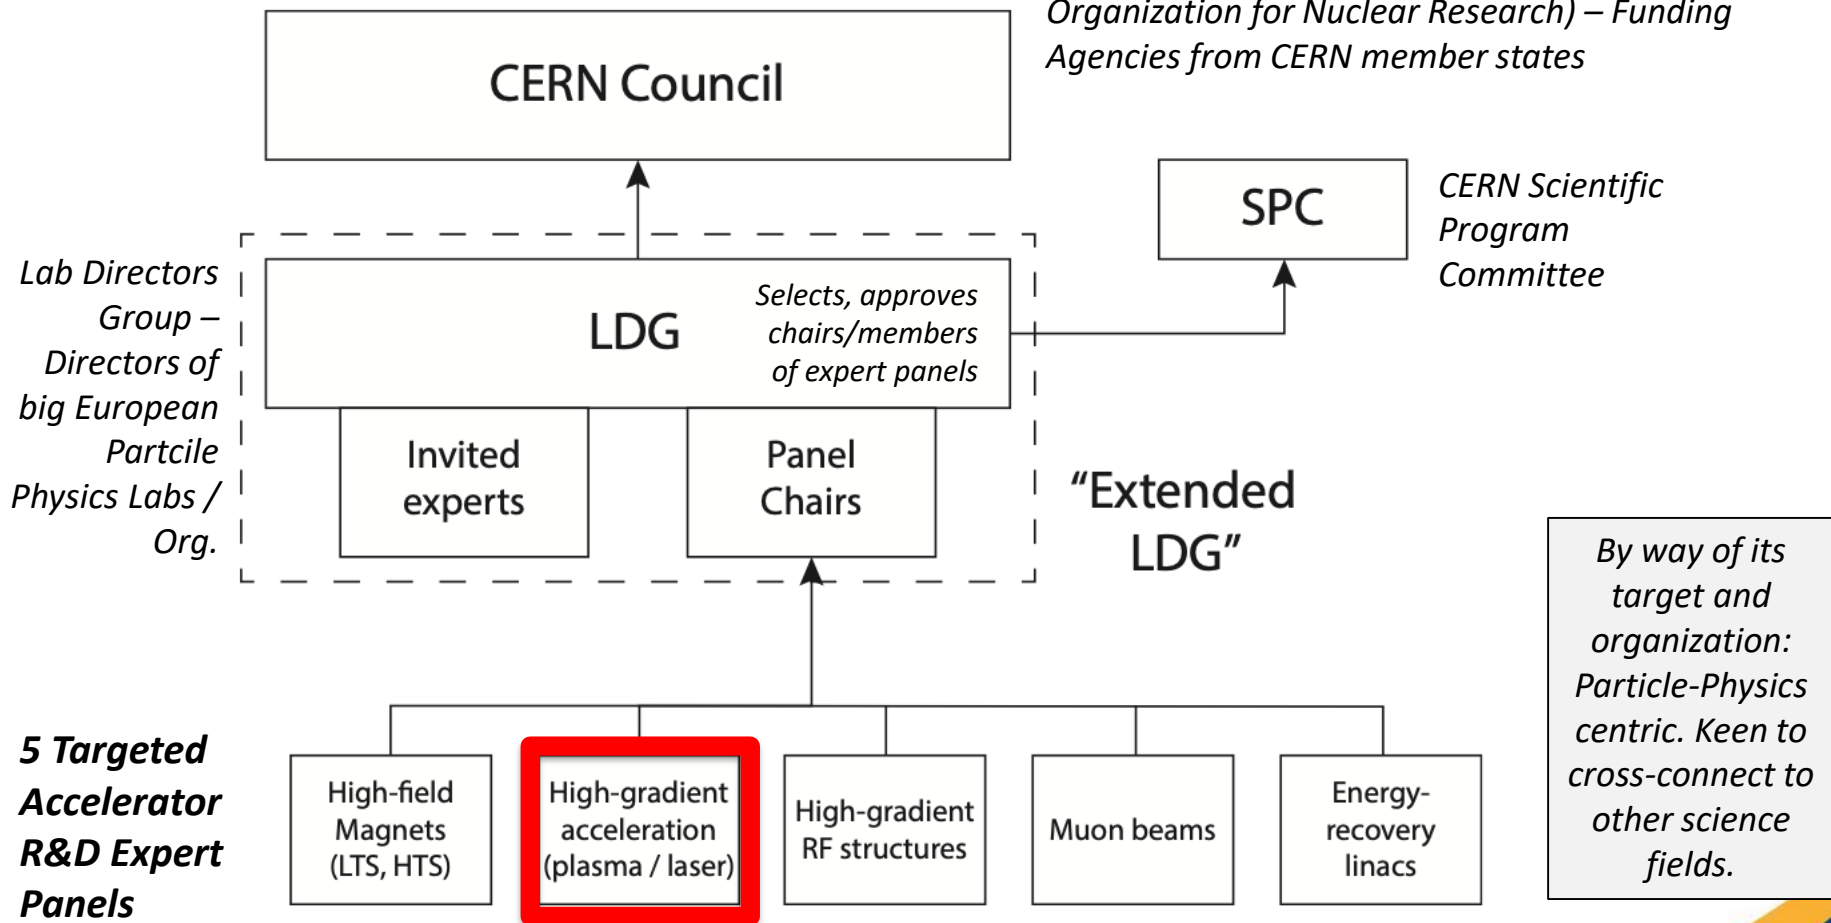 Organization for Nuclear Research) – Funding
Agencies from CERN member states
CERN Council
SPC
CERN Scientific
Program
Committee
Lab Directors
Group –
Directors of
big European
Partcile
Physics Labs /
Org.
LDG
Selects, approves
chairs/members
of expert panels
Invited
experts
Panel
Chairs
“Extended
LDG”
By way of its
target and
organization:
Particle-Physics
centric. Keen to
cross-connect to
other science
fields.
5 Targeted
Accelerator
R&D Expert
Panels
High-field
Magnets
(LTS, HTS)
High-gradient
acceleration
(plasma / laser)
High-gradient
RF structures
Muon beams
Energy-
recovery
linacs